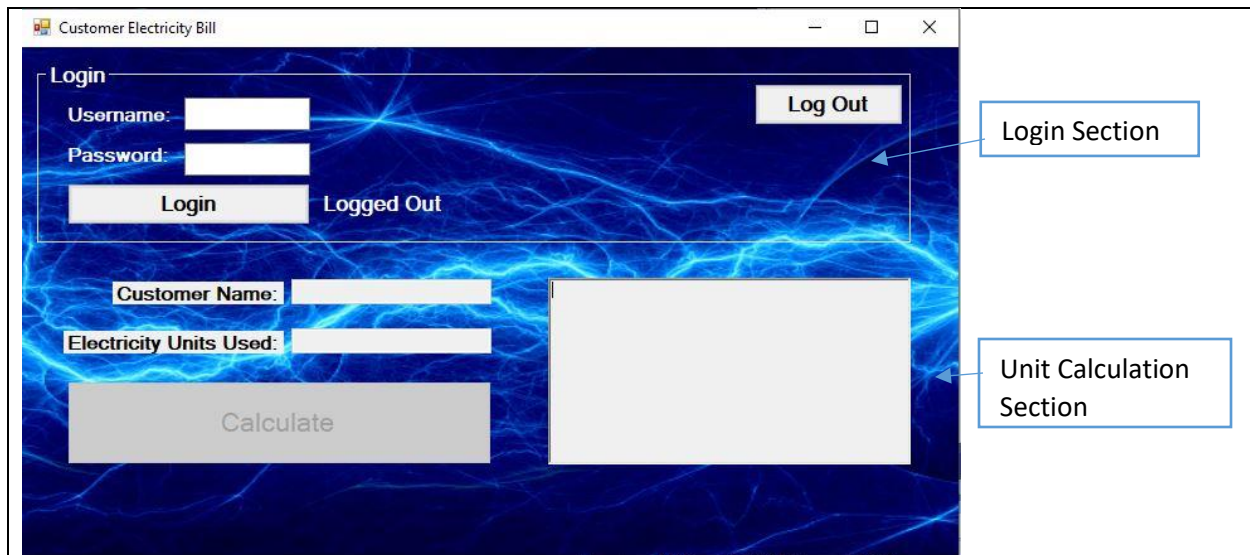 Customer Electricity Bill
Login
Username:
Log Out
Password:
Login
Logged Out
Login Section
Customer Name:
Electricity Units Used:
Calculate
Unit Calculation
Section